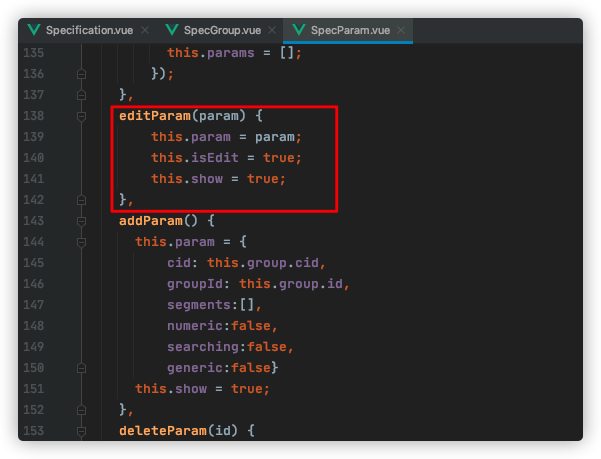 Specification.vue SpecGroup.vue SpecParam.vue
135 this.params = [];
136 });
137 },
138 editParam(param) {
139 this.param = param;
140 this.isEdit = true;
141 this.show = true;
142 },
143 addParam() {
144 this.param = {
145 cid: this.group.cid,
146 groupId: this.group.id,
147 segments:[],
148 numeric:false,
149 searching:false,
150 generic:false}
151 this.show = true;
152 },
153 deleteParam(id) {